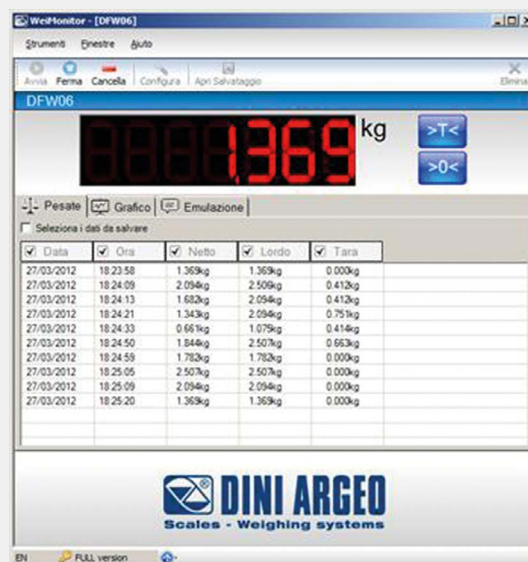 WeiMonitor - [DFW06]
Strumenti Finestre Aiuto
Avvia Ferma Cancella Configura Apri Salvataggio Elimina
DFW06
1.369 kg >T<
>0<
Pesate Grafico Emulazione
Seleziona i dati da salvare
Data Ora Netto Lordo Tara
27/03/2012 18:23:58 1.369kg 1.369kg 0.000kg
27/03/2012 18:24:09 2.094kg 2.506kg 0.412kg
27/03/2012 18:24:13 1.682kg 2.094kg 0.412kg
27/03/2012 18:24:21 1.343kg 2.094kg 0.751kg
27/03/2012 18:24:33 0.661kg 1.075kg 0.414kg
27/03/2012 18:24:50 1.844kg 2.507kg 0.663kg
27/03/2012 18:24:59 1.782kg 1.782kg 0.000kg
27/03/2012 18:25:05 2.507kg 2.507kg 0.000kg
27/03/2012 18:25:09 2.094kg 2.094kg 0.000kg
27/03/2012 18:25:20 1.369kg 1.369kg 0.000kg
DINI ARGEO
Scales - Weighing systems
EN FULL version